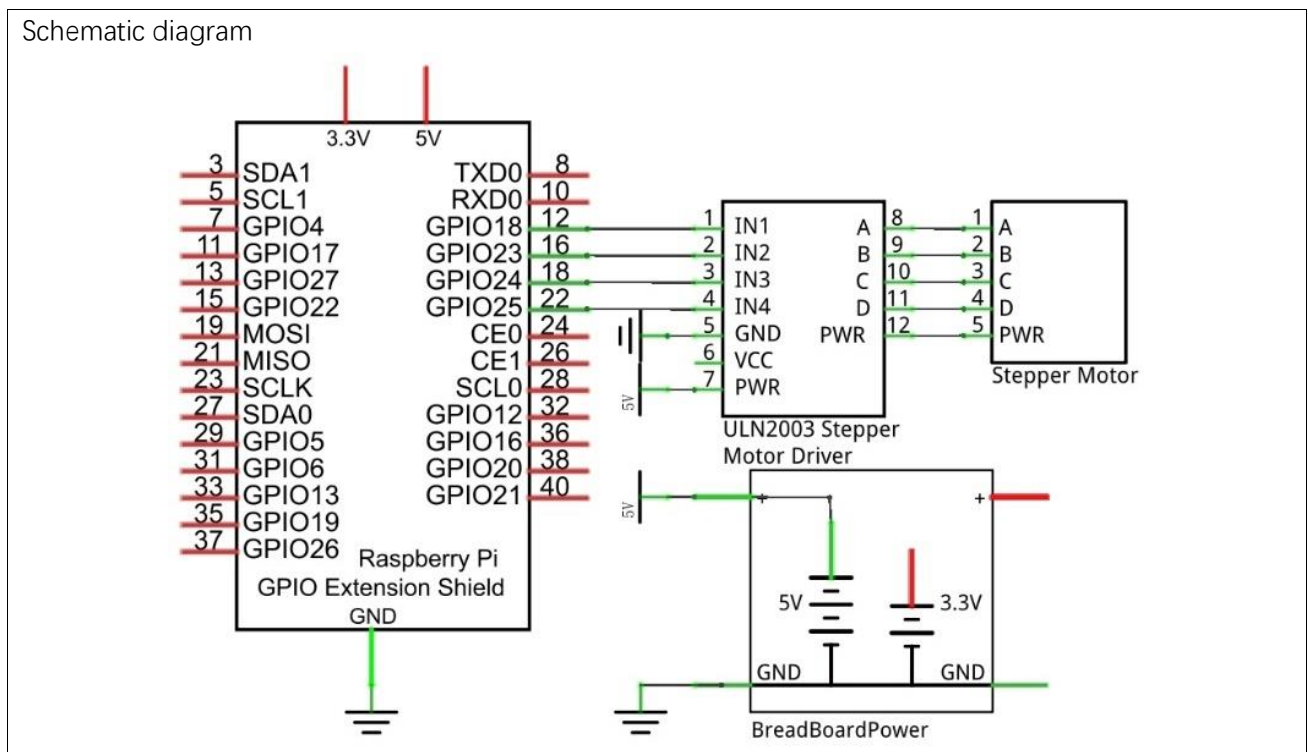 Schematic diagram
3.3V 5V
3 SDA1 TXD0 8
5 SCL1 RXD0 10
7 GPIO4 GPIO18 12
11 GPIO17 GPIO23 16
13 GPIO27 GPIO24 18
15 GPIO22 GPIO25 22
19 MOSI CE0 24
21 MISO CE1 26
23 SCLK SCL0 28
27 SDA0 GPIO12 32
29 GPIO5 GPIO16 36
31 GPIO6 GPIO20 38
33 GPIO13 GPIO21 40
35 GPIO19
37 GPIO26
Raspberry Pi
GPIO Extension Shield
GND
1 IN1 A 8
2 IN2 B 9
3 IN3 C 10
4 IN4 D 11
5 GND PWR 12
6 VCC
7 PWR
5V
ULN2003 Stepper
Motor Driver
1 A
2 B
3 C
4 D
5 PWR
Stepper Motor
5V
+ +
5V 3.3V
GND GND
BreadBoardPower